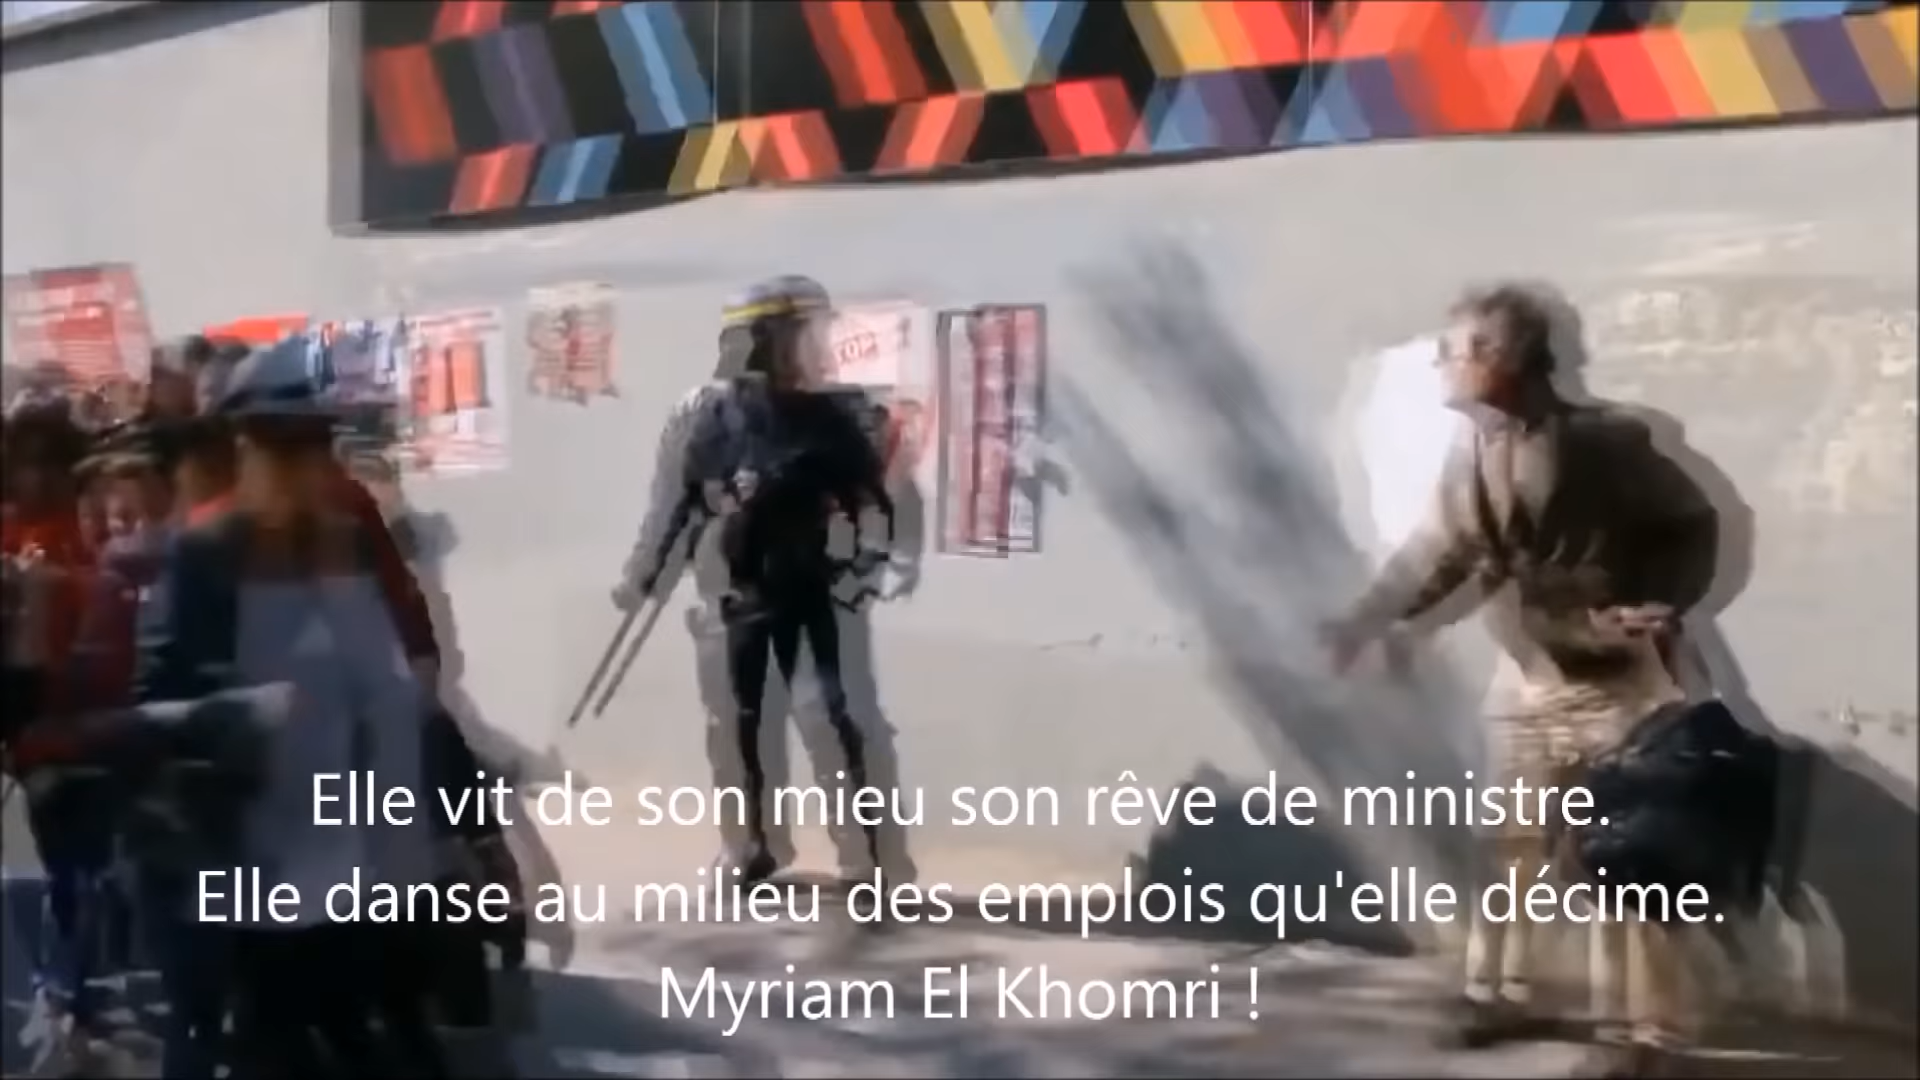 Elle vit de son mieu son rêve de ministre.
Elle danse au milieu des emplois qu'elle décime.
Myriam El Khomri !